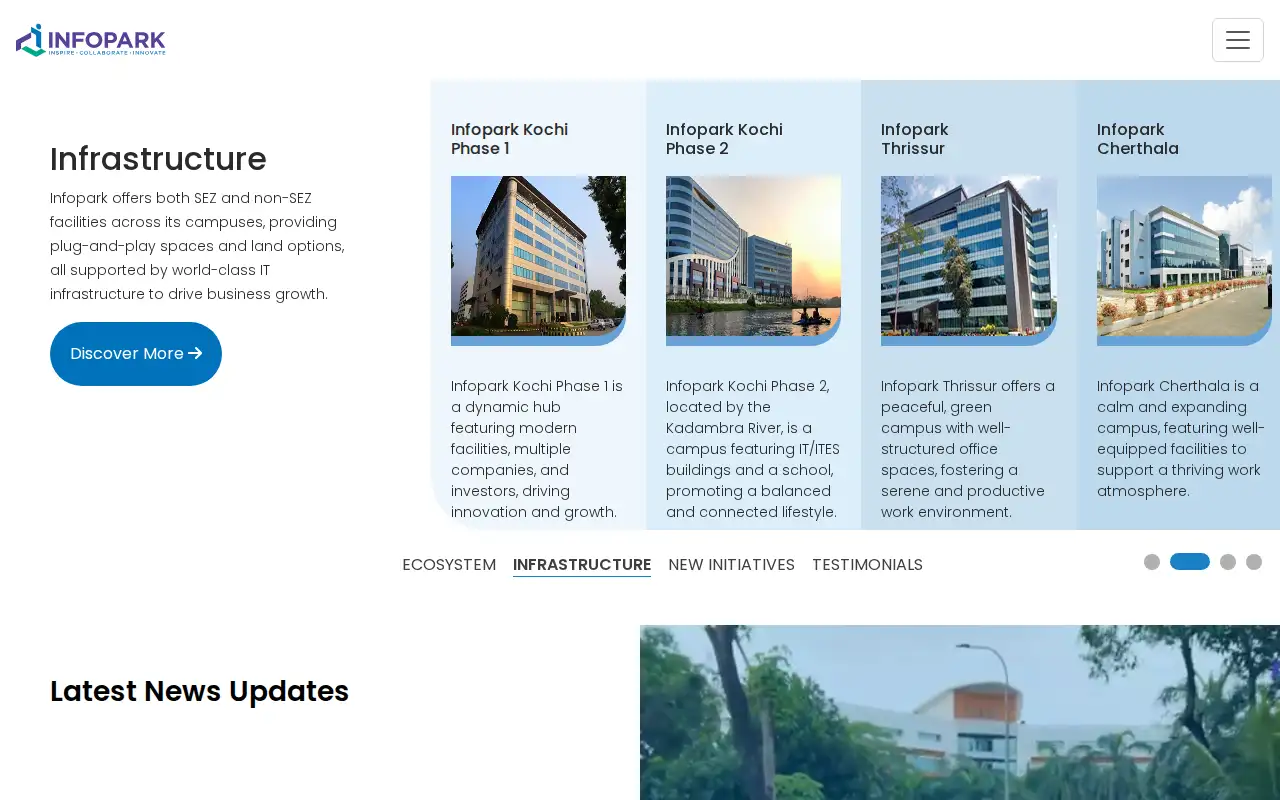 INFOPARK
INSPIRE • COLLABORATE • INNOVATE
Infrastructure
Infopark offers both SEZ and non-SEZ
facilities across its campuses, providing
plug-and-play spaces and land options,
all supported by world-class IT
infrastructure to drive business growth.
Discover More
Infopark Kochi
Phase 1
Infopark Kochi Phase 1 is
a dynamic hub
featuring modern
facilities, multiple
companies, and
investors, driving
innovation and growth.
Infopark Kochi
Phase 2
Infopark Kochi Phase 2,
located by the
Kadambra River, is a
campus featuring IT/ITES
buildings and a school,
promoting a balanced
and connected lifestyle.
Infopark
Thrissur
Infopark Thrissur offers a
peaceful, green
campus with well-
structured office
spaces, fostering a
serene and productive
work environment.
Infopark
Cherthala
Infopark Cherthala is a
calm and expanding
campus, featuring well-
equipped facilities to
support a thriving work
atmosphere.
ECOSYSTEM INFRASTRUCTURE NEW INITIATIVES TESTIMONIALS
Latest News Updates